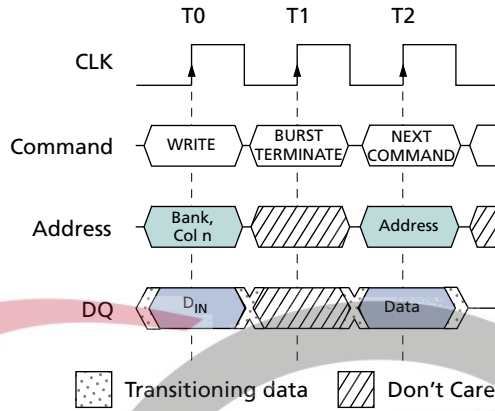 T0 T1 T2
CLK
Command WRITE BURST TERMINATE NEXT COMMAND
Address Bank, Col n Address
DQ DIN Data
Transitioning data Don't Care